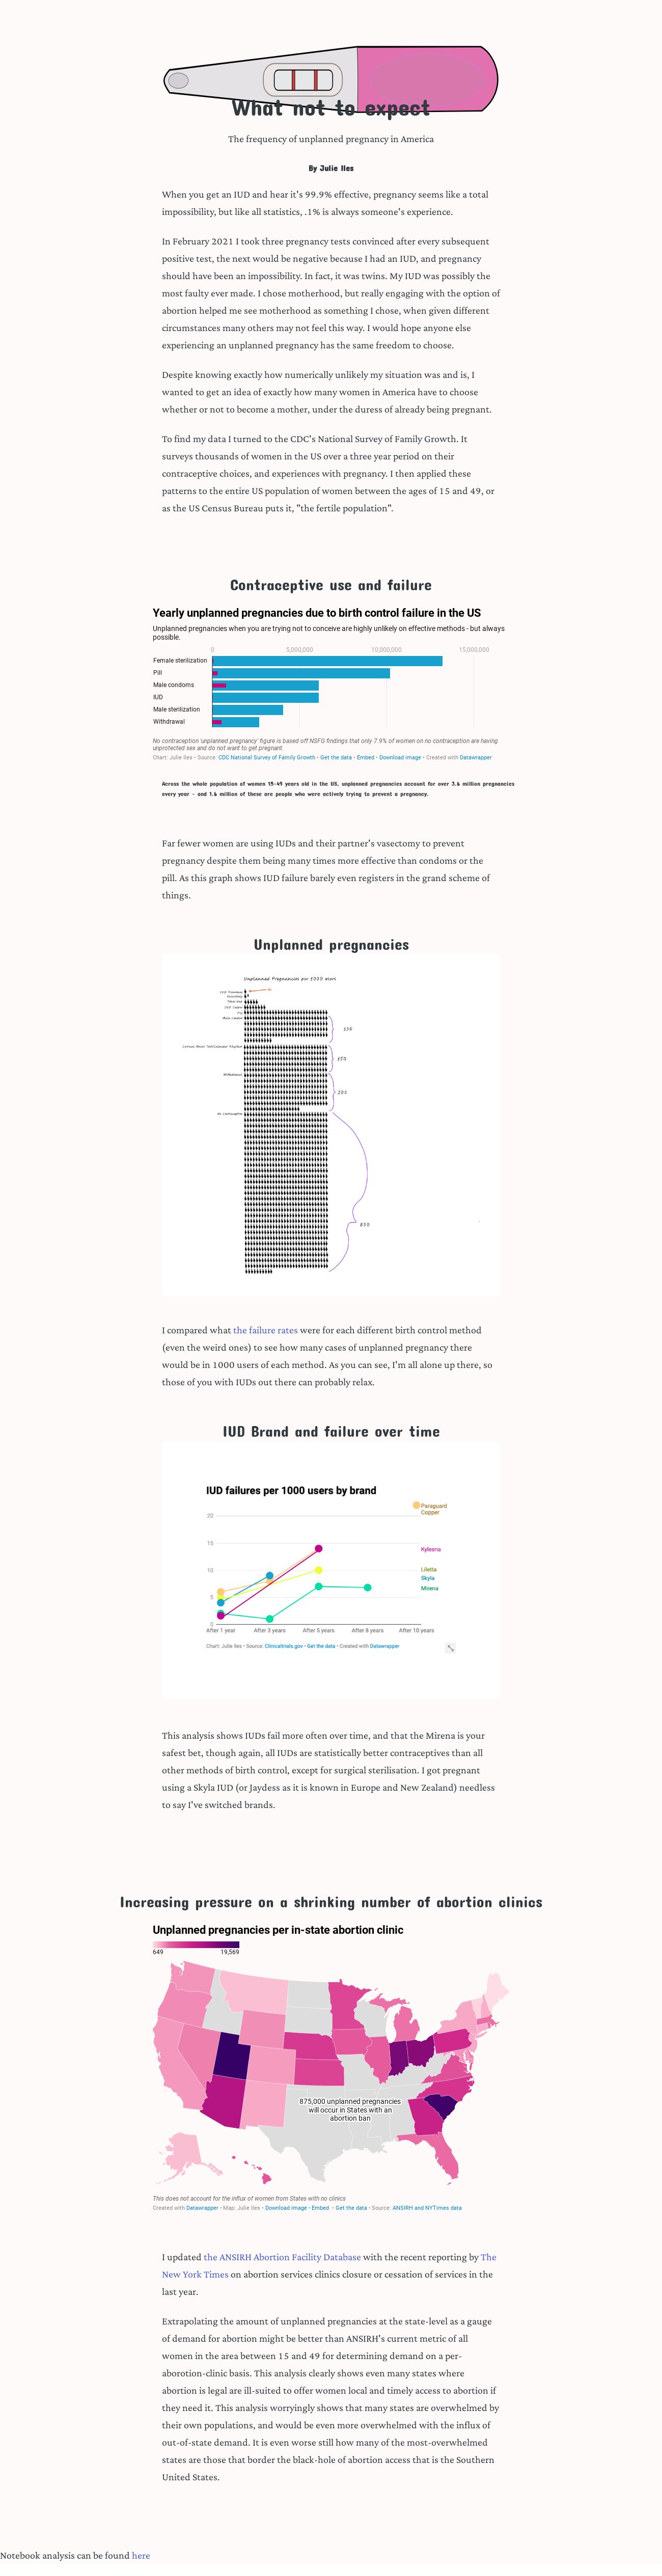 What not to expect
The frequency of unplanned pregnancy in America
By Julie Iles
When you get an IUD and hear it's 99.9% effective, pregnancy seems like a total
impossibility, but like all statistics, .1% is always someone's experience.
In February 2021 I took three pregnancy tests convinced after every subsequent
positive test, the next would be negative because I had an IUD, and pregnancy
should have been an impossibility. In fact, it was twins. My IUD was possibly the
most faulty ever made. I chose motherhood, but really engaging with the option of
abortion helped me see motherhood as something I chose, when given different
circumstances many others may not feel this way. I would hope anyone else
experiencing an unplanned pregnancy has the same freedom to choose.
Despite knowing exactly how numerically unlikely my situation was and is, I
wanted to get an idea of exactly how many women in America have to choose
whether or not to become a mother, under the duress of already being pregnant.
To find my data I turned to the CDC's National Survey of Family Growth. It
surveys thousands of women in the US over a three year period on their
contraceptive choices, and experiences with pregnancy. I then applied these
patterns to the entire US population of women between the ages of 15 and 49, or
as the US Census Bureau puts it, "the fertile population".
Contraceptive use and failure
Yearly unplanned pregnancies due to birth control failure in the US
Unplanned pregnancies when you are trying not to conceive are highly unlikely on effective methods - but always
possible.
0 5,000,000 10,000,000 15,000,000
Female sterilization
Pill
Male condoms
IUD
Male sterilization
Withdrawal
No contraception 'unplanned pregnancy' figure is based off NSFG findings that only 7.9% of women on no contraception are having
unprotected sex and do not want to get pregnant.
Chart: Julie Iles • Source: CDC National Survey of Family Growth • Get the data • Embed • Download image • Created with Datawrapper
Across the whole population of women 15-49 years old in the US, unplanned pregnancies account for over 3.6 million pregnancies
every year - and 1.6 million of these are people who were actively trying to prevent a pregnancy.
Far fewer women are using IUDs and their partner's vasectomy to prevent
pregnancy despite them being many times more effective than condoms or the
pill. As this graph shows IUD failure barely even registers in the grand scheme of
things.
Unplanned pregnancies
Unplanned Pregnancies per 1000 users
Pill
Male Condom
130
150
Withdrawal
203
No Contraceptive
850
I compared what the failure rates were for each different birth control method
(even the weird ones) to see how many cases of unplanned pregnancy there
would be in 1000 users of each method. As you can see, I'm all alone up there, so
those of you with IUDs out there can probably relax.
IUD Brand and failure over time
IUD failures per 1000 users by brand
Paraguard
Copper
20
15
Kyleena
10
Liletta
Skyla
Mirena
5
0
After 1 year After 3 years After 5 years After 8 years After 10 years
Chart: Julie Iles • Source: Clinicaltrials.gov • Get the data • Created with Datawrapper
This analysis shows IUDs fail more often over time, and that the Mirena is your
safest bet, though again, all IUDs are statistically better contraceptives than all
other methods of birth control, except for surgical sterilisation. I got pregnant
using a Skyla IUD (or Jaydess as it is known in Europe and New Zealand) needless
to say I've switched brands.
Increasing pressure on a shrinking number of abortion clinics
Unplanned pregnancies per in-state abortion clinic
649 19,569
875,000 unplanned pregnancies
will occur in States with an
abortion ban
This does not account for the influx of women from States with no clinics
Created with Datawrapper • Map: Julie Iles • Download image • Embed • Get the data • Source: ANSIRH and NYTimes data
I updated the ANSIRH Abortion Facility Database with the recent reporting by The
New York Times on abortion services clinics closure or cessation of services in the
last year.
Extrapolating the amount of unplanned pregnancies at the state-level as a gauge
of demand for abortion might be better than ANSIRH's current metric of all
women in the area between 15 and 49 for determining demand on a per-
aborotion-clinic basis. This analysis clearly shows even many states where
abortion is legal are ill-suited to offer women local and timely access to abortion if
they need it. This analysis worryingly shows that many states are overwhelmed by
their own populations, and would be even more overwhelmed with the influx of
out-of-state demand. It is even worse still how many of the most-overwhelmed
states are those that border the black-hole of abortion access that is the Southern
United States.
Notebook analysis can be found here